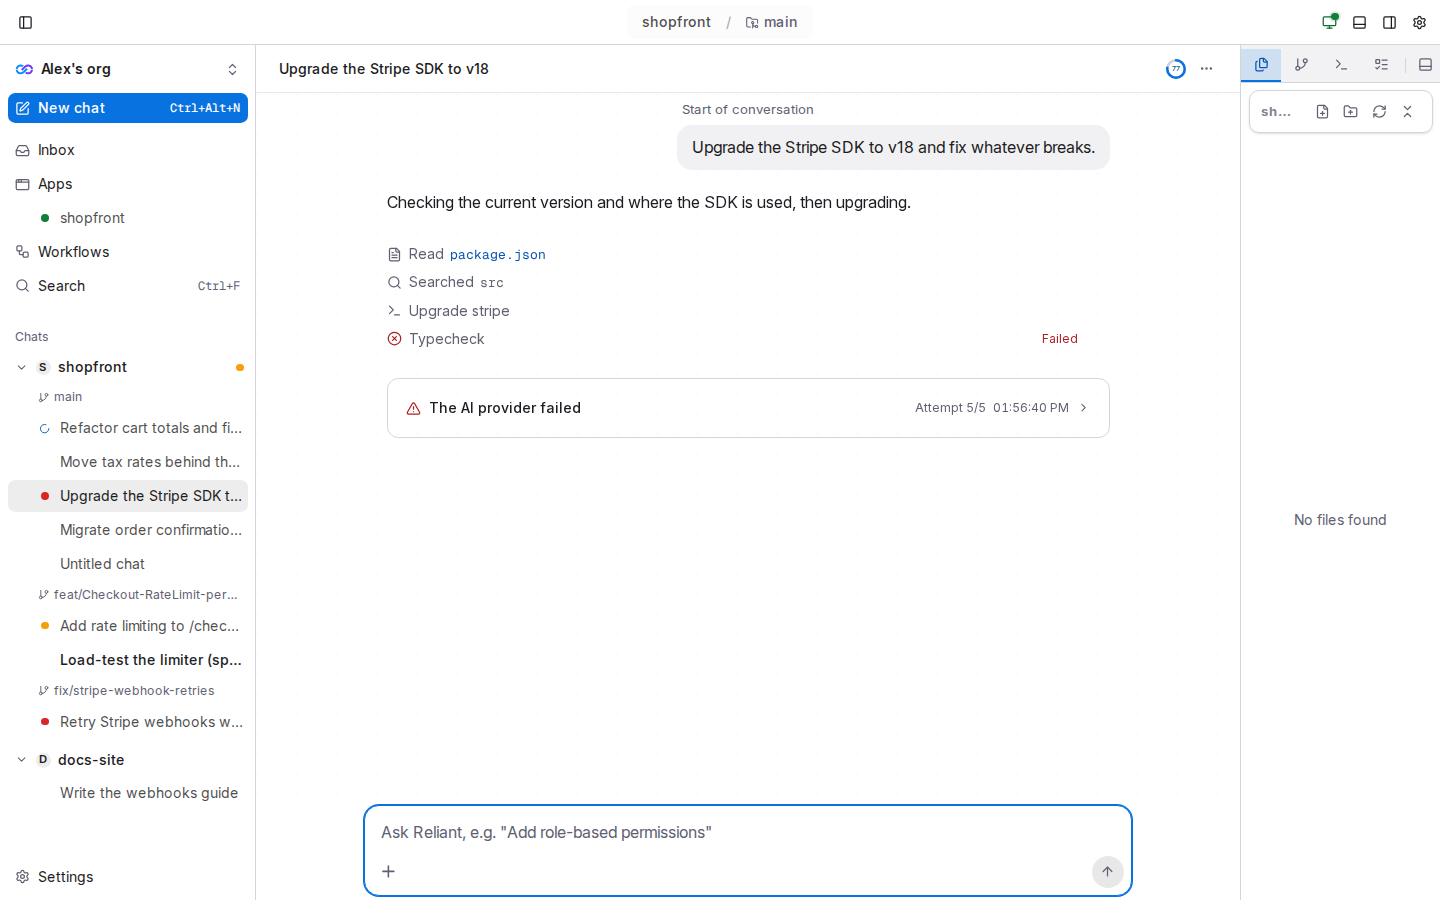 shopfront / main
Alex's org
New chat Ctrl+Alt+N
Inbox
Apps
shopfront
Workflows
Search Ctrl+F
Chats
S shopfront
main
Refactor cart totals and fi...
Move tax rates behind th...
Upgrade the Stripe SDK t...
Migrate order confirmatio...
Untitled chat
feat/Checkout-RateLimit-per...
Add rate limiting to /chec...
Load-test the limiter (sp...
fix/stripe-webhook-retries
Retry Stripe webhooks w...
D docs-site
Write the webhooks guide
Settings
Upgrade the Stripe SDK to v18
77
Start of conversation
Upgrade the Stripe SDK to v18 and fix whatever breaks.
Checking the current version and where the SDK is used, then upgrading.
Read package.json
Searched src
Upgrade stripe
Typecheck Failed
The AI provider failed Attempt 5/5 01:56:40 PM
Ask Reliant, e.g. "Add role-based permissions"
sh...
No files found